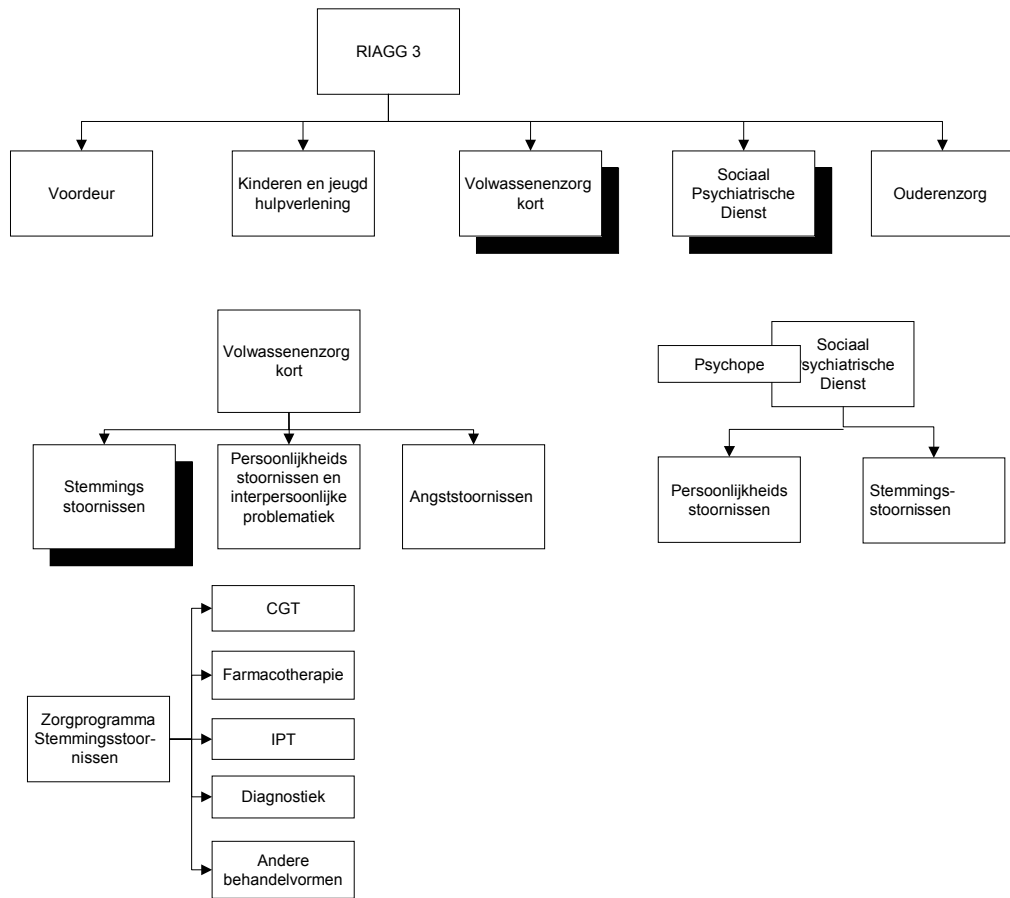 RIAGG 3
Voordeur
Kinderen en jeugd
hulpverlening
Volwassenenzorg
kort
Sociaal
Psychiatrische
Dienst
Ouderenzorg
Volwassenenzorg
kort
Psychope
Sociaal
sychiatrische
Dienst
Stemmings
stoornissen
Persoonlijkheids
stoornissen en
interpersoonlijke
problematiek
Angststoornissen
Persoonlijkheids
stoornissen
Stemmings-
stoornissen
Zorgprogramma
Stemmingsstoor-
nissen
CGT
Farmacotherapie
IPT
Diagnostiek
Andere
behandelvormen